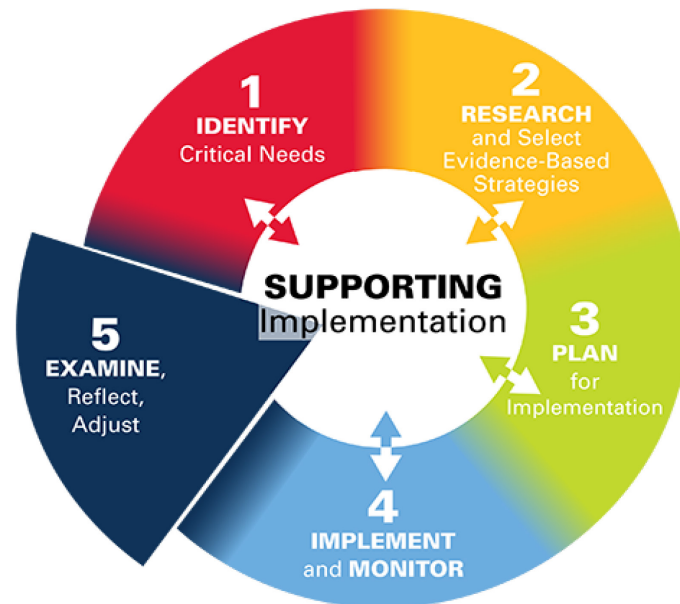 1
IDENTIFY
Critical Needs
2
RESEARCH
and Select
Evidence-Based
Strategies
3
PLAN
for
Implementation
4
IMPLEMENT
and MONITOR
5
EXAMINE,
Reflect,
Adjust
SUPPORTING
Implementation